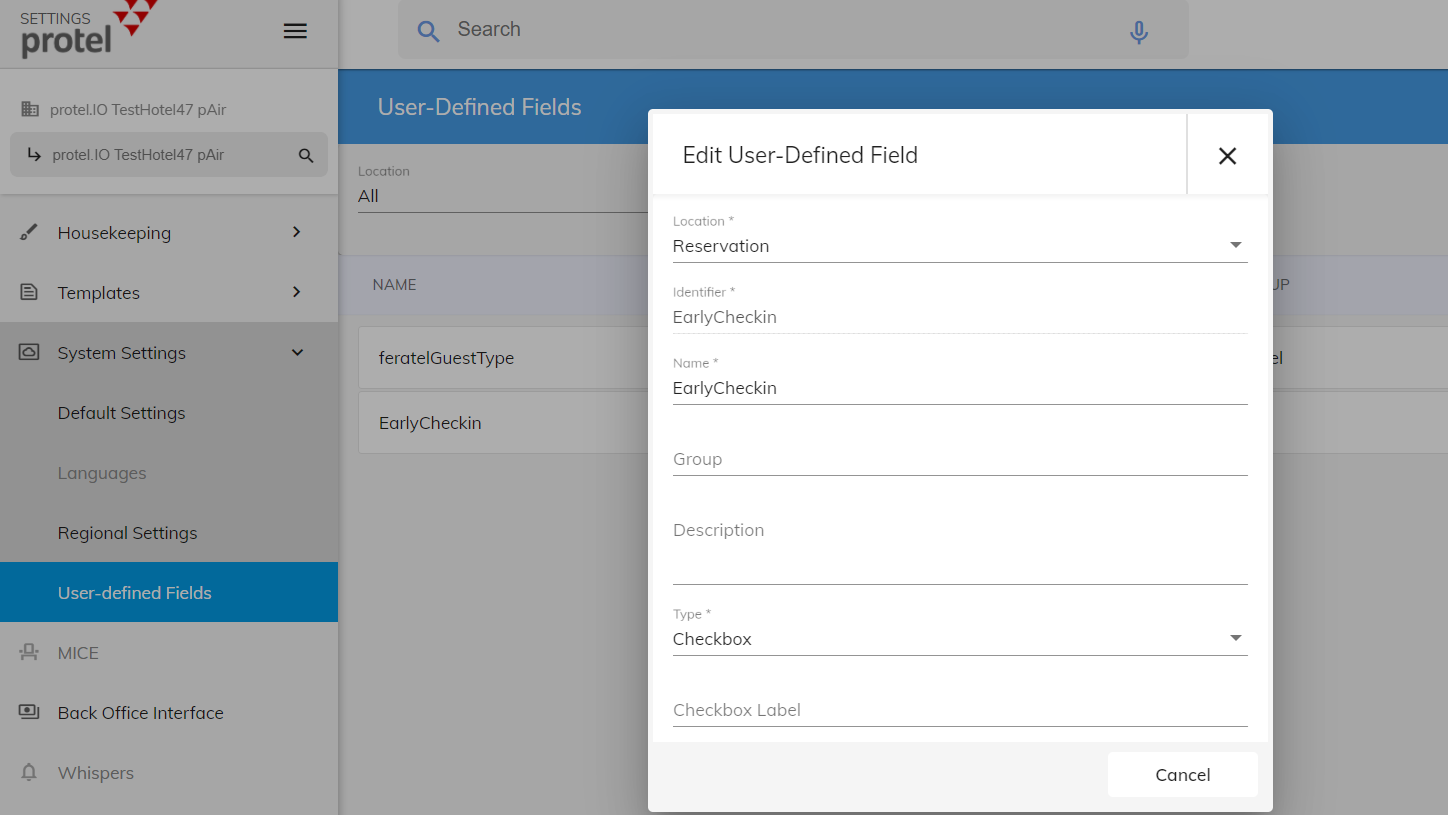 SETTINGS
protel
protel.IO TestHotel47 pAir
protel.IO TestHotel47 pAir
Housekeeping
Templates
System Settings
Default Settings
Languages
Regional Settings
User-defined Fields
MICE
Back Office Interface
Whispers
Search
User-Defined Fields
Location
All
NAME
UP
feratelGuestType
el
EarlyCheckin
Edit User-Defined Field
Location *
Reservation
Identifier *
EarlyCheckin
Name *
EarlyCheckin
Group
Description
Type *
Checkbox
Checkbox Label
Cancel